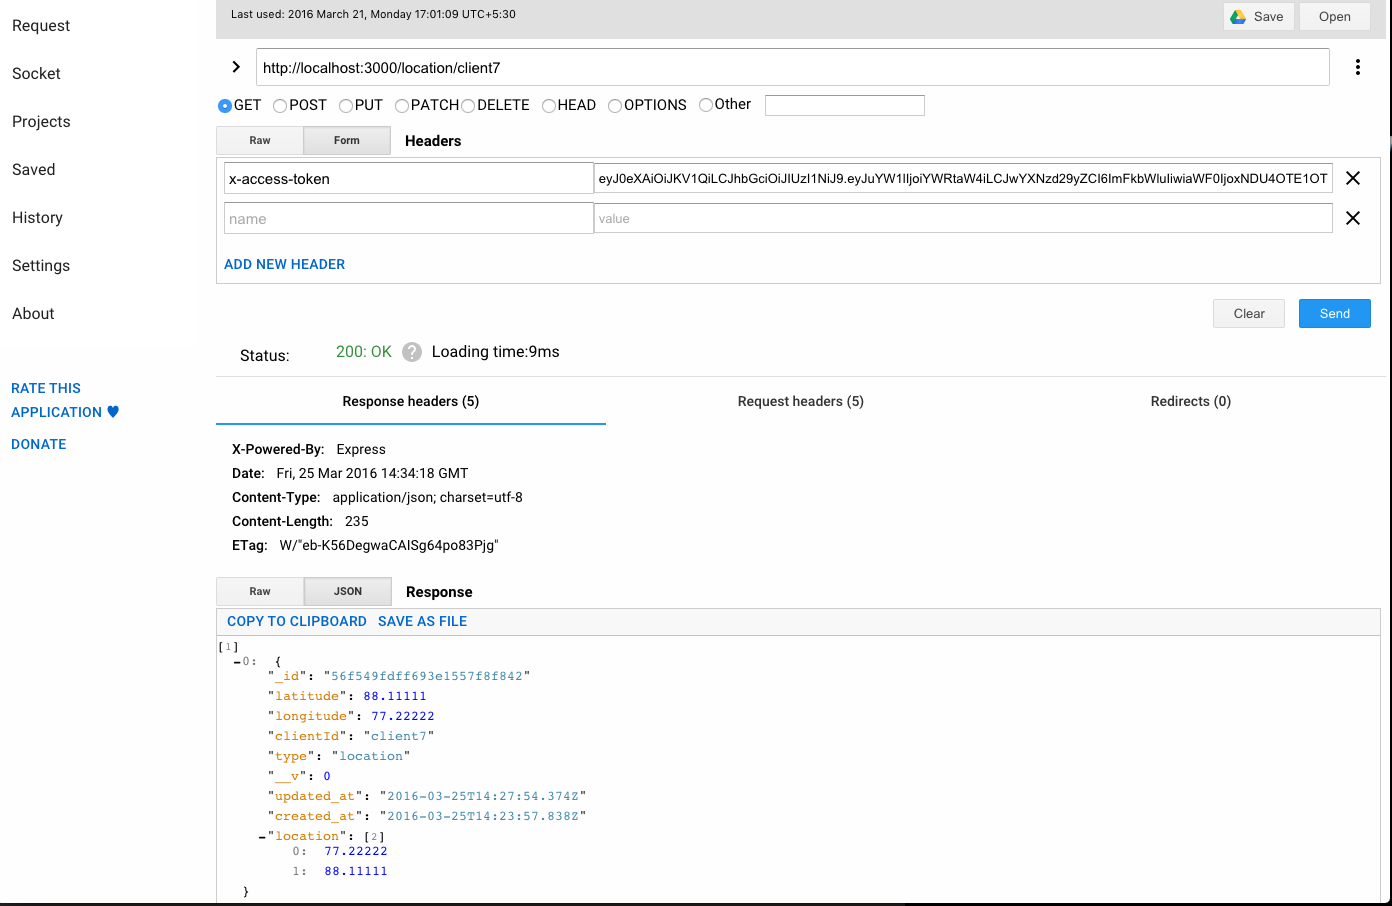 Request
Socket
Projects
Saved
History
Settings
About
RATE THIS
APPLICATION
DONATE
Last used: 2016 March 21, Monday 17:01:09 UTC+5:30
Save
Open
http://localhost:3000/location/client7
GET POST PUT PATCH DELETE HEAD OPTIONS Other
Raw Form Headers
x-access-token eyJ0eXAiOiJKV1QiLCJhbGciOiJIUzI1NiJ9.eyJuYW1lIjoiYWRtaW4iLCJwYXNzd29yZCI6ImFkbWluIiwiaWF0IjoxNDU4OTE1OT
name value
ADD NEW HEADER
Clear Send
Status: 200: OK ? Loading time:9ms
Response headers (5) Request headers (5) Redirects (0)
X-Powered-By: Express
Date: Fri, 25 Mar 2016 14:34:18 GMT
Content-Type: application/json; charset=utf-8
Content-Length: 235
ETag: W/"eb-K56DegwaCAISg64po83Pjg"
Raw JSON Response
COPY TO CLIPBOARD SAVE AS FILE
[1]
−0: {
"_id": "56f549fdff693e1557f8f842"
"latitude": 88.11111
"longitude": 77.22222
"clientId": "client7"
"type": "location"
"__v": 0
"updated_at": "2016-03-25T14:27:54.374Z"
"created_at": "2016-03-25T14:23:57.838Z"
−"location": [2]
0: 77.22222
1: 88.11111
}